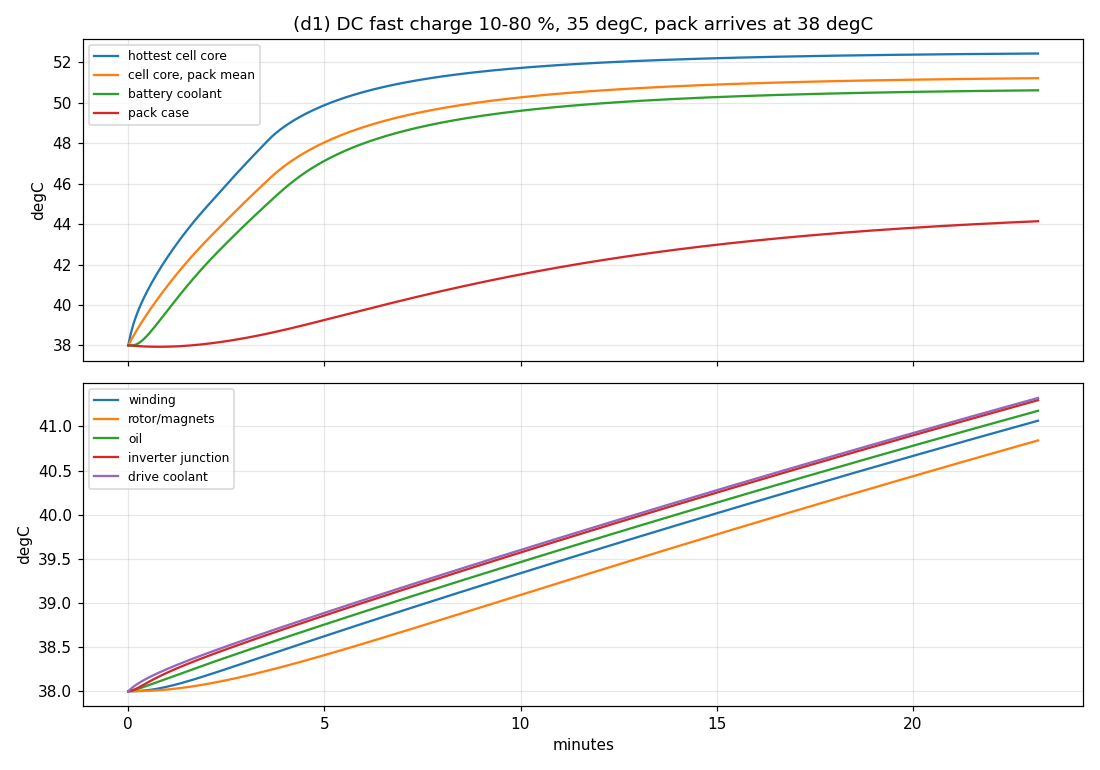 (d1) DC fast charge 10-80 %, 35 degC, pack arrives at 38 degC
hottest cell core
cell core, pack mean
battery coolant
pack case
degC
52
50
48
46
44
42
40
38
winding
rotor/magnets
oil
inverter junction
drive coolant
degC
41.0
40.5
40.0
39.5
39.0
38.5
38.0
0 5 10 15 20
minutes